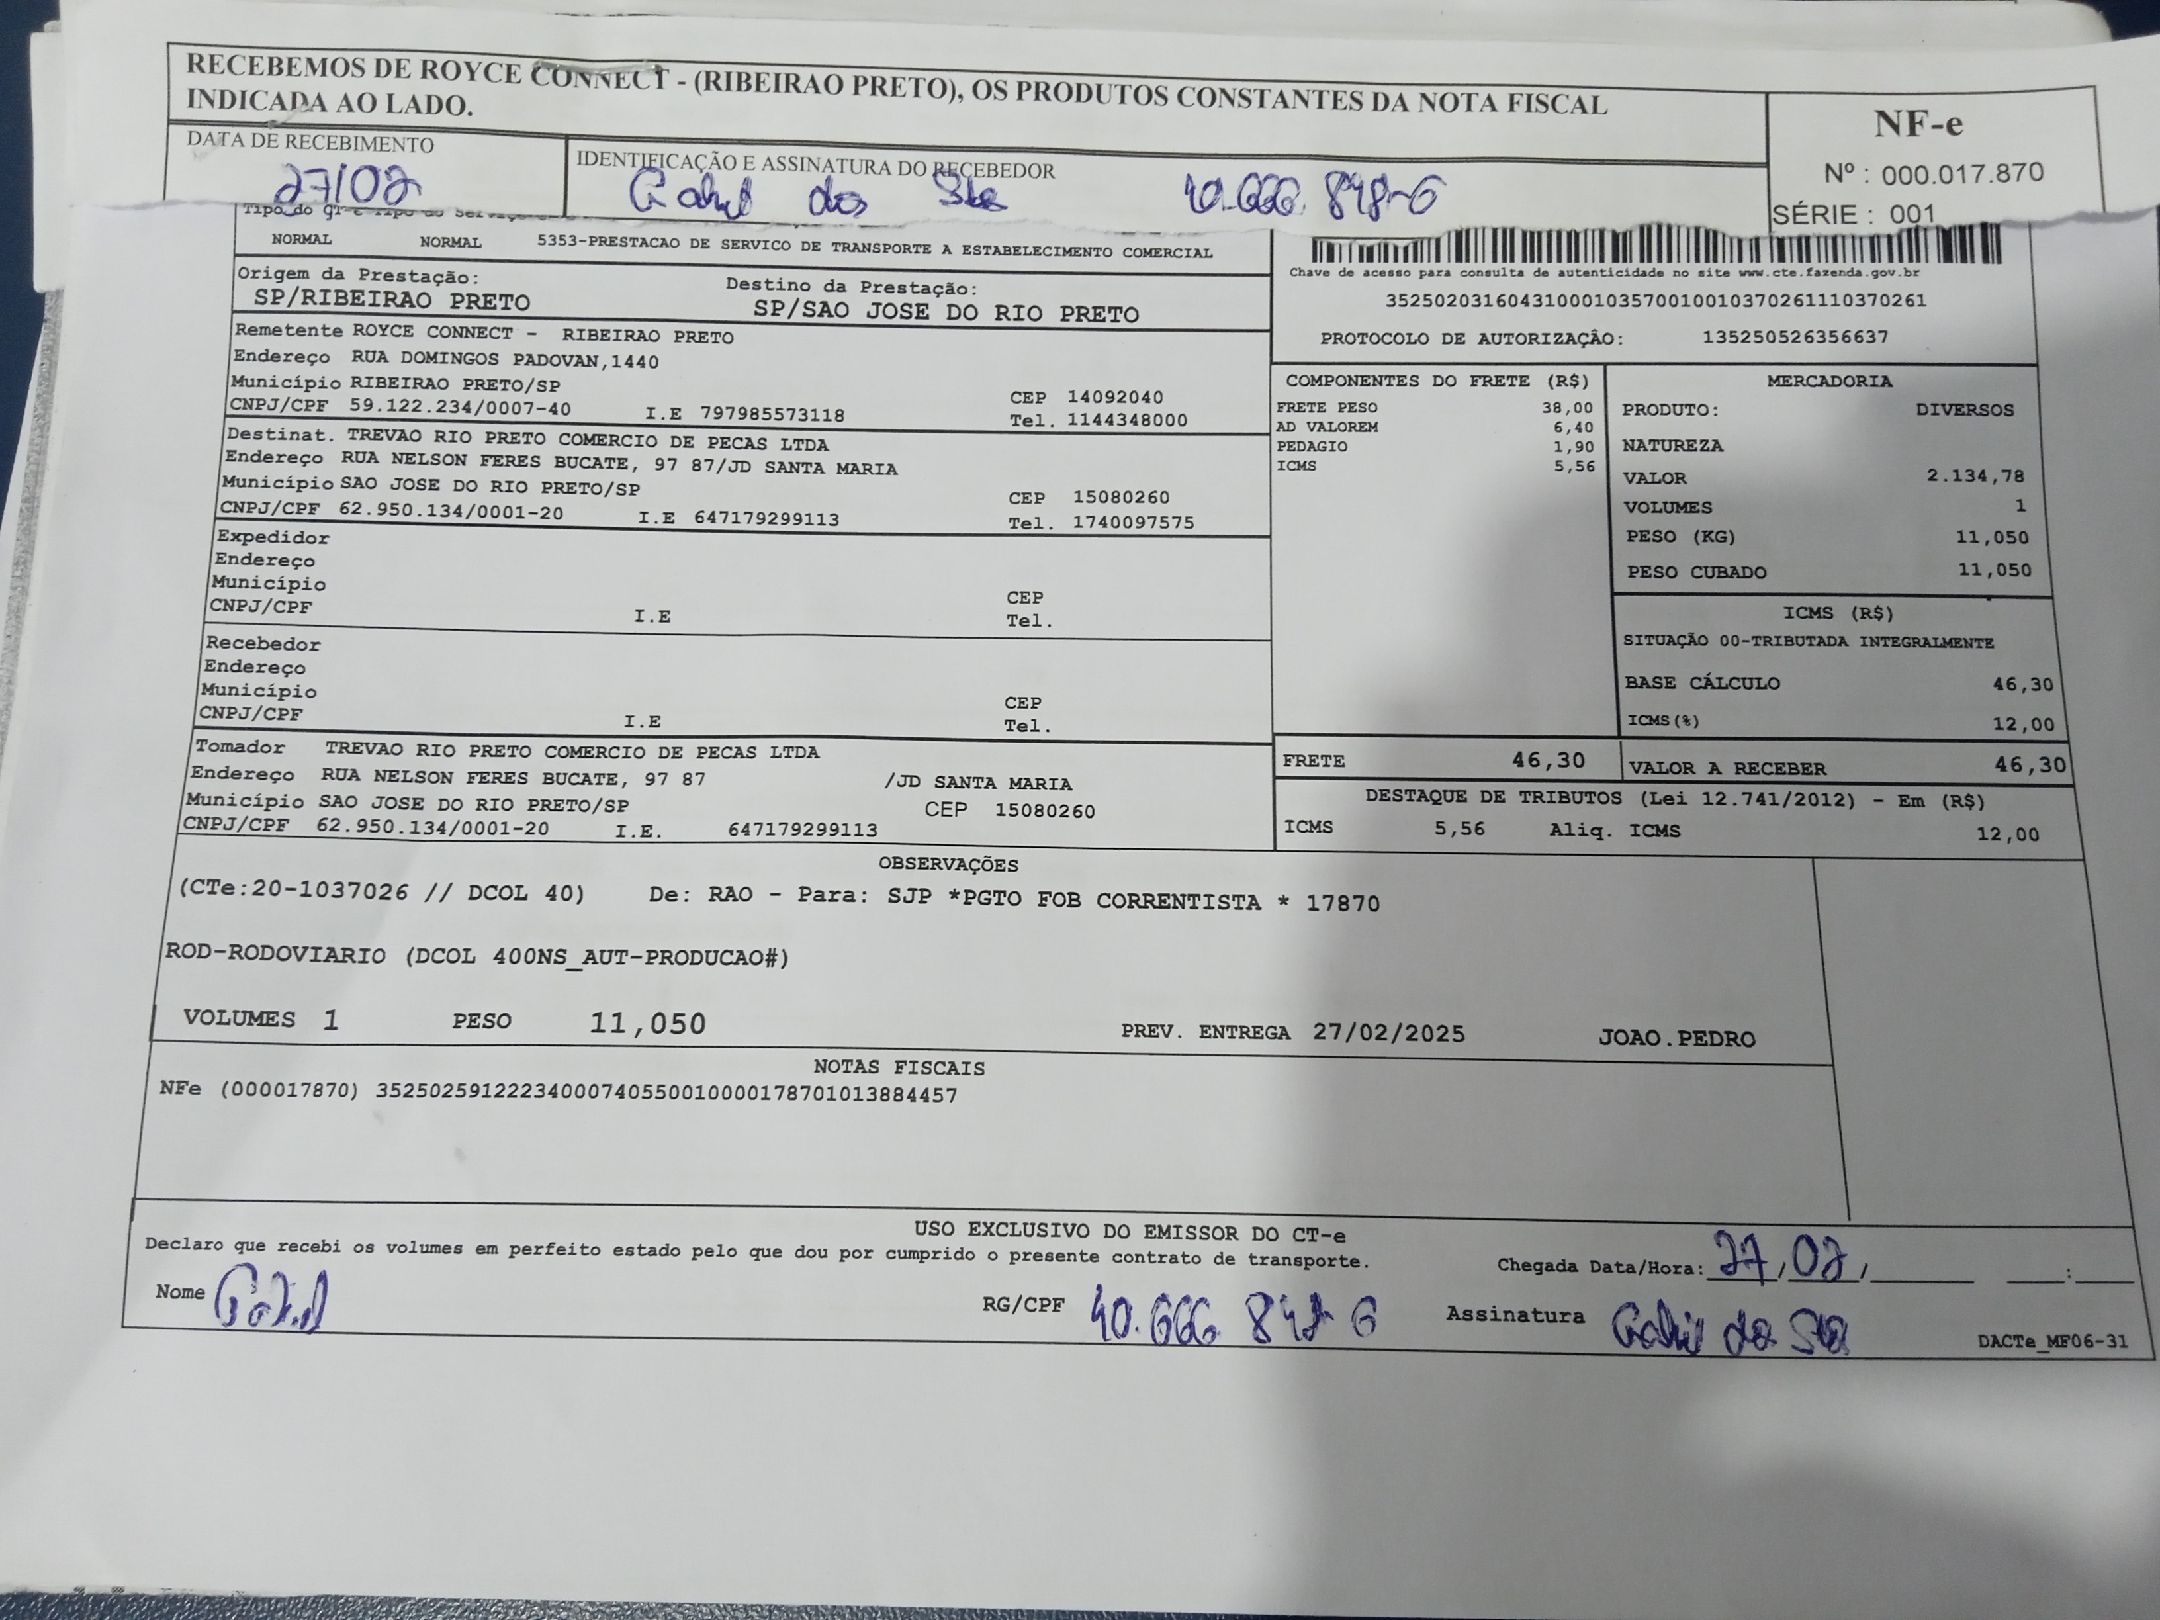 RECEBEMOS DE ROYCE CONNECT - (RIBEIRAO PRETO), OS PRODUTOS CONSTANTES DA NOTA FISCAL
INDICADA AO LADO.
NF-e
Nº : 000.017.870
SÉRIE : 001
DATA DE RECEBIMENTO
27/02
IDENTIFICAÇÃO E ASSINATURA DO RECEBEDOR
40.666.848-6
NORMAL NORMAL 5353-PRESTACAO DE SERVICO DE TRANSPORTE A ESTABELECIMENTO COMERCIAL
Chave de acesso para consulta de autenticidade no site www.cte.fazenda.gov.br
35250203160431000103570010010370261110370261
PROTOCOLO DE AUTORIZAÇÂO: 135250526356637
Origem da Prestação: Destino da Prestação:
SP/RIBEIRAO PRETO SP/SAO JOSE DO RIO PRETO
Remetente ROYCE CONNECT - RIBEIRAO PRETO
Endereço RUA DOMINGOS PADOVAN,1440
Município RIBEIRAO PRETO/SP CEP 14092040
CNPJ/CPF 59.122.234/0007-40 I.E 797985573118 Tel. 1144348000
Destinat. TREVAO RIO PRETO COMERCIO DE PECAS LTDA
Endereço RUA NELSON FERES BUCATE, 97 87/JD SANTA MARIA
Município SAO JOSE DO RIO PRETO/SP CEP 15080260
CNPJ/CPF 62.950.134/0001-20 I.E 647179299113 Tel. 1740097575
Expedidor
Endereço
Município CEP
CNPJ/CPF I.E Tel.
Recebedor
Endereço
Município CEP
CNPJ/CPF I.E Tel.
Tomador TREVAO RIO PRETO COMERCIO DE PECAS LTDA
Endereço RUA NELSON FERES BUCATE, 97 87 /JD SANTA MARIA
Município SAO JOSE DO RIO PRETO/SP CEP 15080260
CNPJ/CPF 62.950.134/0001-20 I.E. 647179299113
COMPONENTES DO FRETE (R$)
FRETE PESO 38,00
AD VALOREM 6,40
PEDAGIO 1,90
ICMS 5,56
MERCADORIA
PRODUTO: DIVERSOS
NATUREZA
VALOR 2.134,78
VOLUMES 1
PESO (KG) 11,050
PESO CUBADO 11,050
ICMS (R$)
SITUAÇÃO 00-TRIBUTADA INTEGRALMENTE
BASE CÁLCULO 46,30
ICMS(%) 12,00
FRETE 46,30 VALOR A RECEBER 46,30
DESTAQUE DE TRIBUTOS (Lei 12.741/2012) - Em (R$)
ICMS 5,56 Aliq. ICMS 12,00
OBSERVAÇÕES
(CTe:20-1037026 // DCOL 40) De: RAO - Para: SJP *PGTO FOB CORRENTISTA * 17870
ROD-RODOVIARIO (DCOL 400NS_AUT-PRODUCAO#)
VOLUMES 1 PESO 11,050 PREV. ENTREGA 27/02/2025 JOAO.PEDRO
NOTAS FISCAIS
NFe (000017870) 35250259122234000740550010000178701013884457
USO EXCLUSIVO DO EMISSOR DO CT-e
Declaro que recebi os volumes em perfeito estado pelo que dou por cumprido o presente contrato de transporte.
Chegada Data/Hora: 27,02,
Nome
RG/CPF 40.666 848-6
Assinatura
DACTe_MF06-31